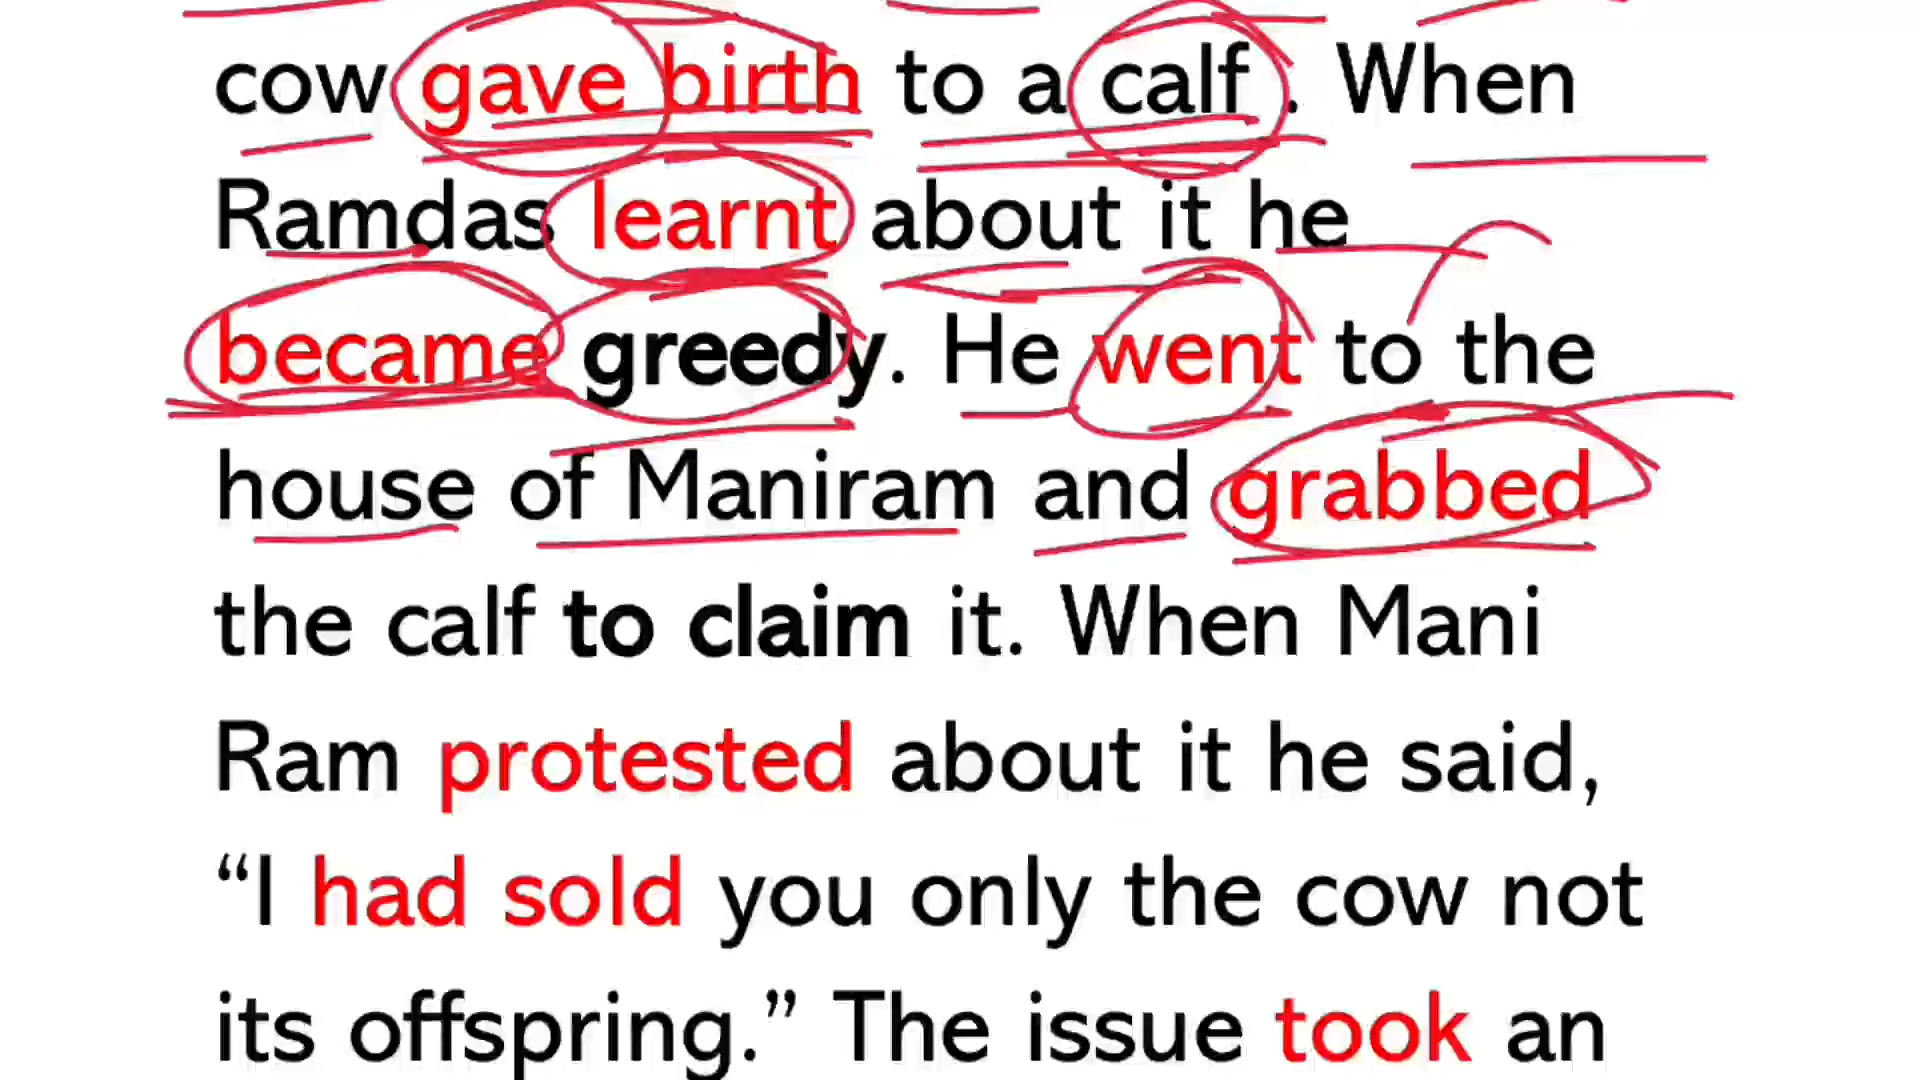 cow gave birth to a calf . When
Ramdas learnt about it he
became greedy. He went to the
house of Maniram and grabbed
the calf to claim it. When Mani
Ram protested about it he said,
“I had sold you only the cow not
its offspring.” The issue took an